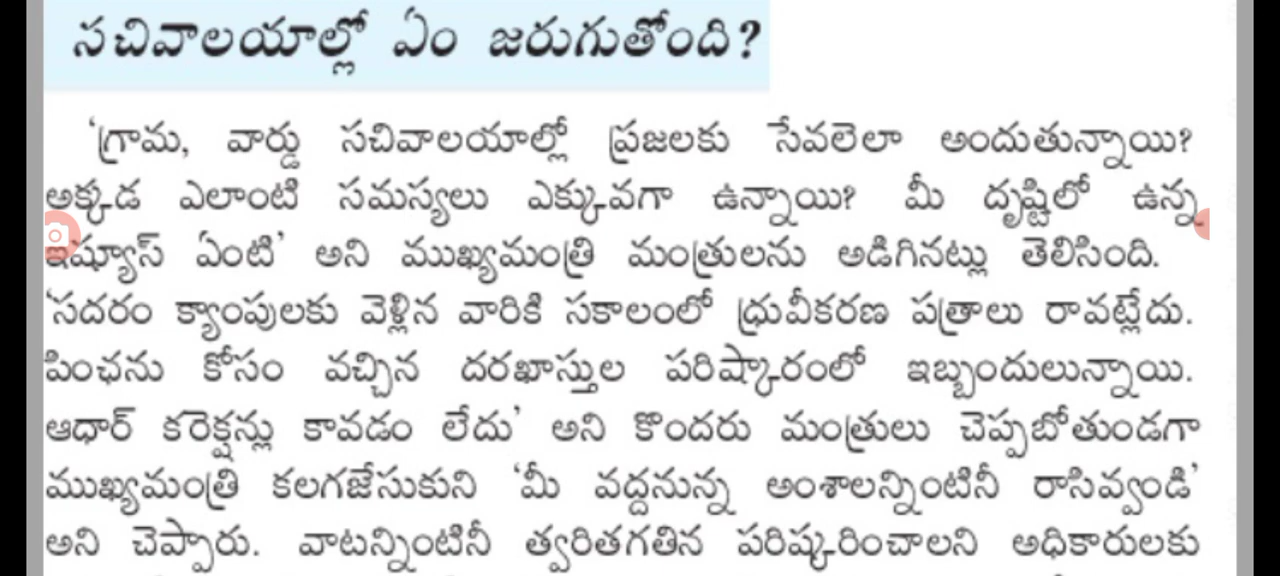 సచివాలయాల్లో ఏం జరుగుతోంది?
‘గ్రామ, వార్డు సచివాలయాల్లో ప్రజలకు సేవలెలా అందుతున్నాయి?
అక్కడ ఎలాంటి సమస్యలు ఎక్కువగా ఉన్నాయి? మీ దృష్టిలో ఉన్న
ఇష్యూస్ ఏంటి’ అని ముఖ్యమంత్రి మంత్రులను అడిగినట్లు తెలిసింది.
‘సదరం క్యాంపులకు వెళ్లిన వారికి సకాలంలో ధ్రువీకరణ పత్రాలు రావట్లేదు.
పింఛను కోసం వచ్చిన దరఖాస్తుల పరిష్కారంలో ఇబ్బందులున్నాయి.
ఆధార్ కరెక్షన్లు కావడం లేదు’ అని కొందరు మంత్రులు చెప్పబోతుండగా
ముఖ్యమంత్రి కలగజేసుకుని ‘మీ వద్దనున్న అంశాలన్నింటినీ రాసివ్వండి’
అని చెప్పారు. వాటన్నింటినీ త్వరితగతిన పరిష్కరించాలని అధికారులకు